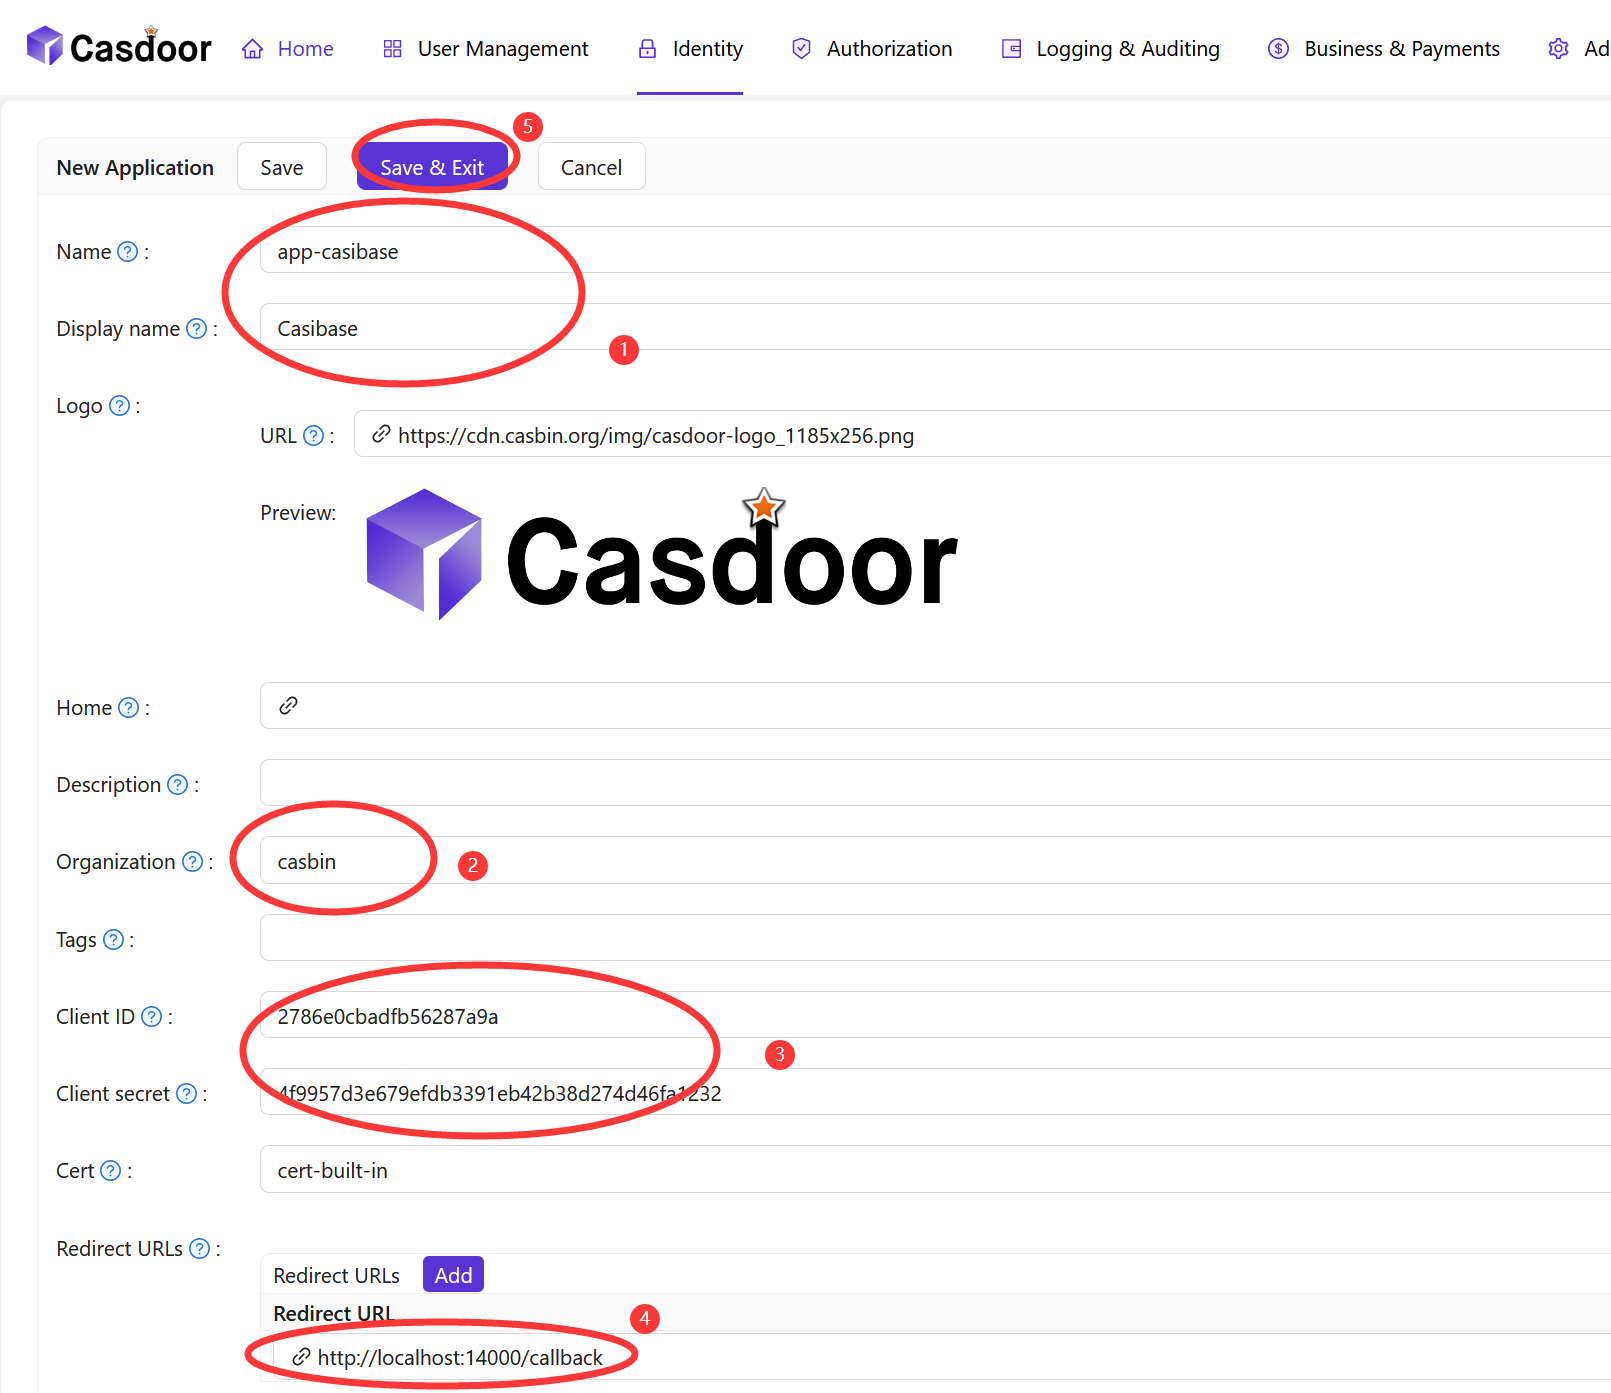 Casdoor Home User Management Identity Authorization Logging & Auditing Business & Payments Ad
5
New Application Save Save & Exit Cancel
Name ? : app-casibase
Display name ? : Casibase
1
Logo ? :
URL ? : https://cdn.casbin.org/img/casdoor-logo_1185x256.png
Preview:
Casdoor
Home ? :
Description ? :
Organization ? : casbin
2
Tags ? :
Client ID ? : 2786e0cbadfb56287a9a
3
Client secret ? : 4f9957d3e679efdb3391eb42b38d274d46fa1232
Cert ? : cert-built-in
Redirect URLs ? :
Redirect URLs Add
Redirect URL
4
http://localhost:14000/callback